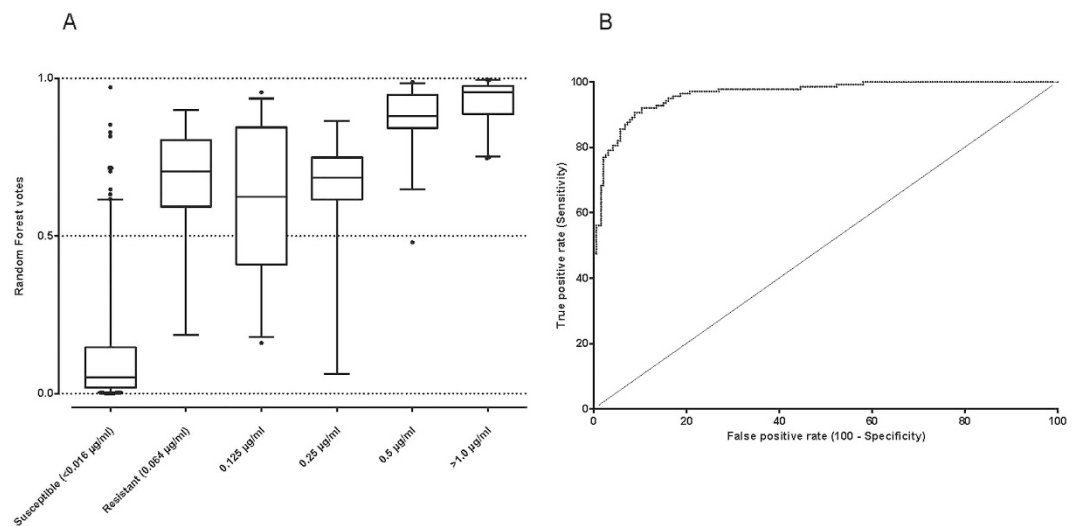 A
B
1.0
0.5
0.0
Random Forest votes
Susceptible (<0.016 µg/ml)
Resistant (0.064 µg/ml)
0.125 µg/ml
0.25 µg/ml
0.5 µg/ml
>1.0 µg/ml
100
80
60
40
20
0
True positive rate (Sensitivity)
0
20
40
60
80
100
False positive rate (100 - Specificity)